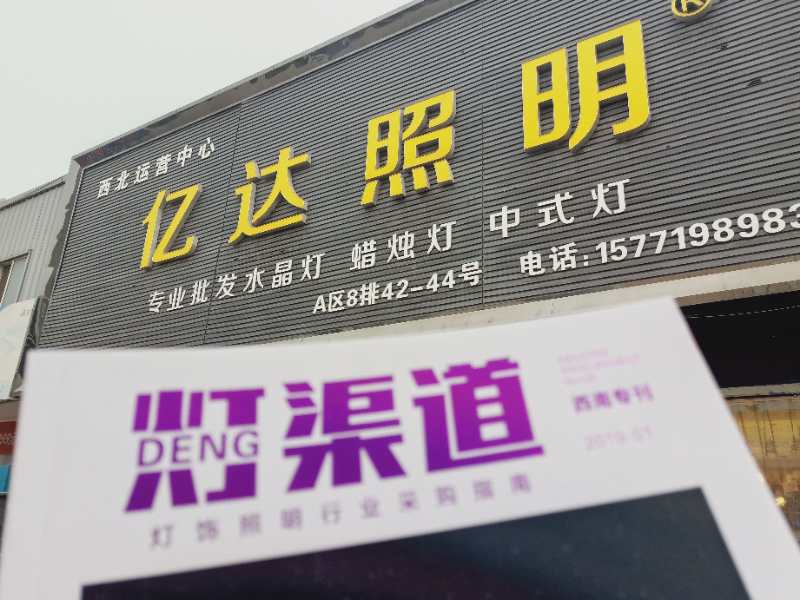 西北运营中心
亿达照明
专业批发水晶灯 蜡烛灯 中式灯
A区8排42-44号 电话:1577198983
灯渠道
DENG
西南专刊
2019.01
灯饰照明行业采购指南